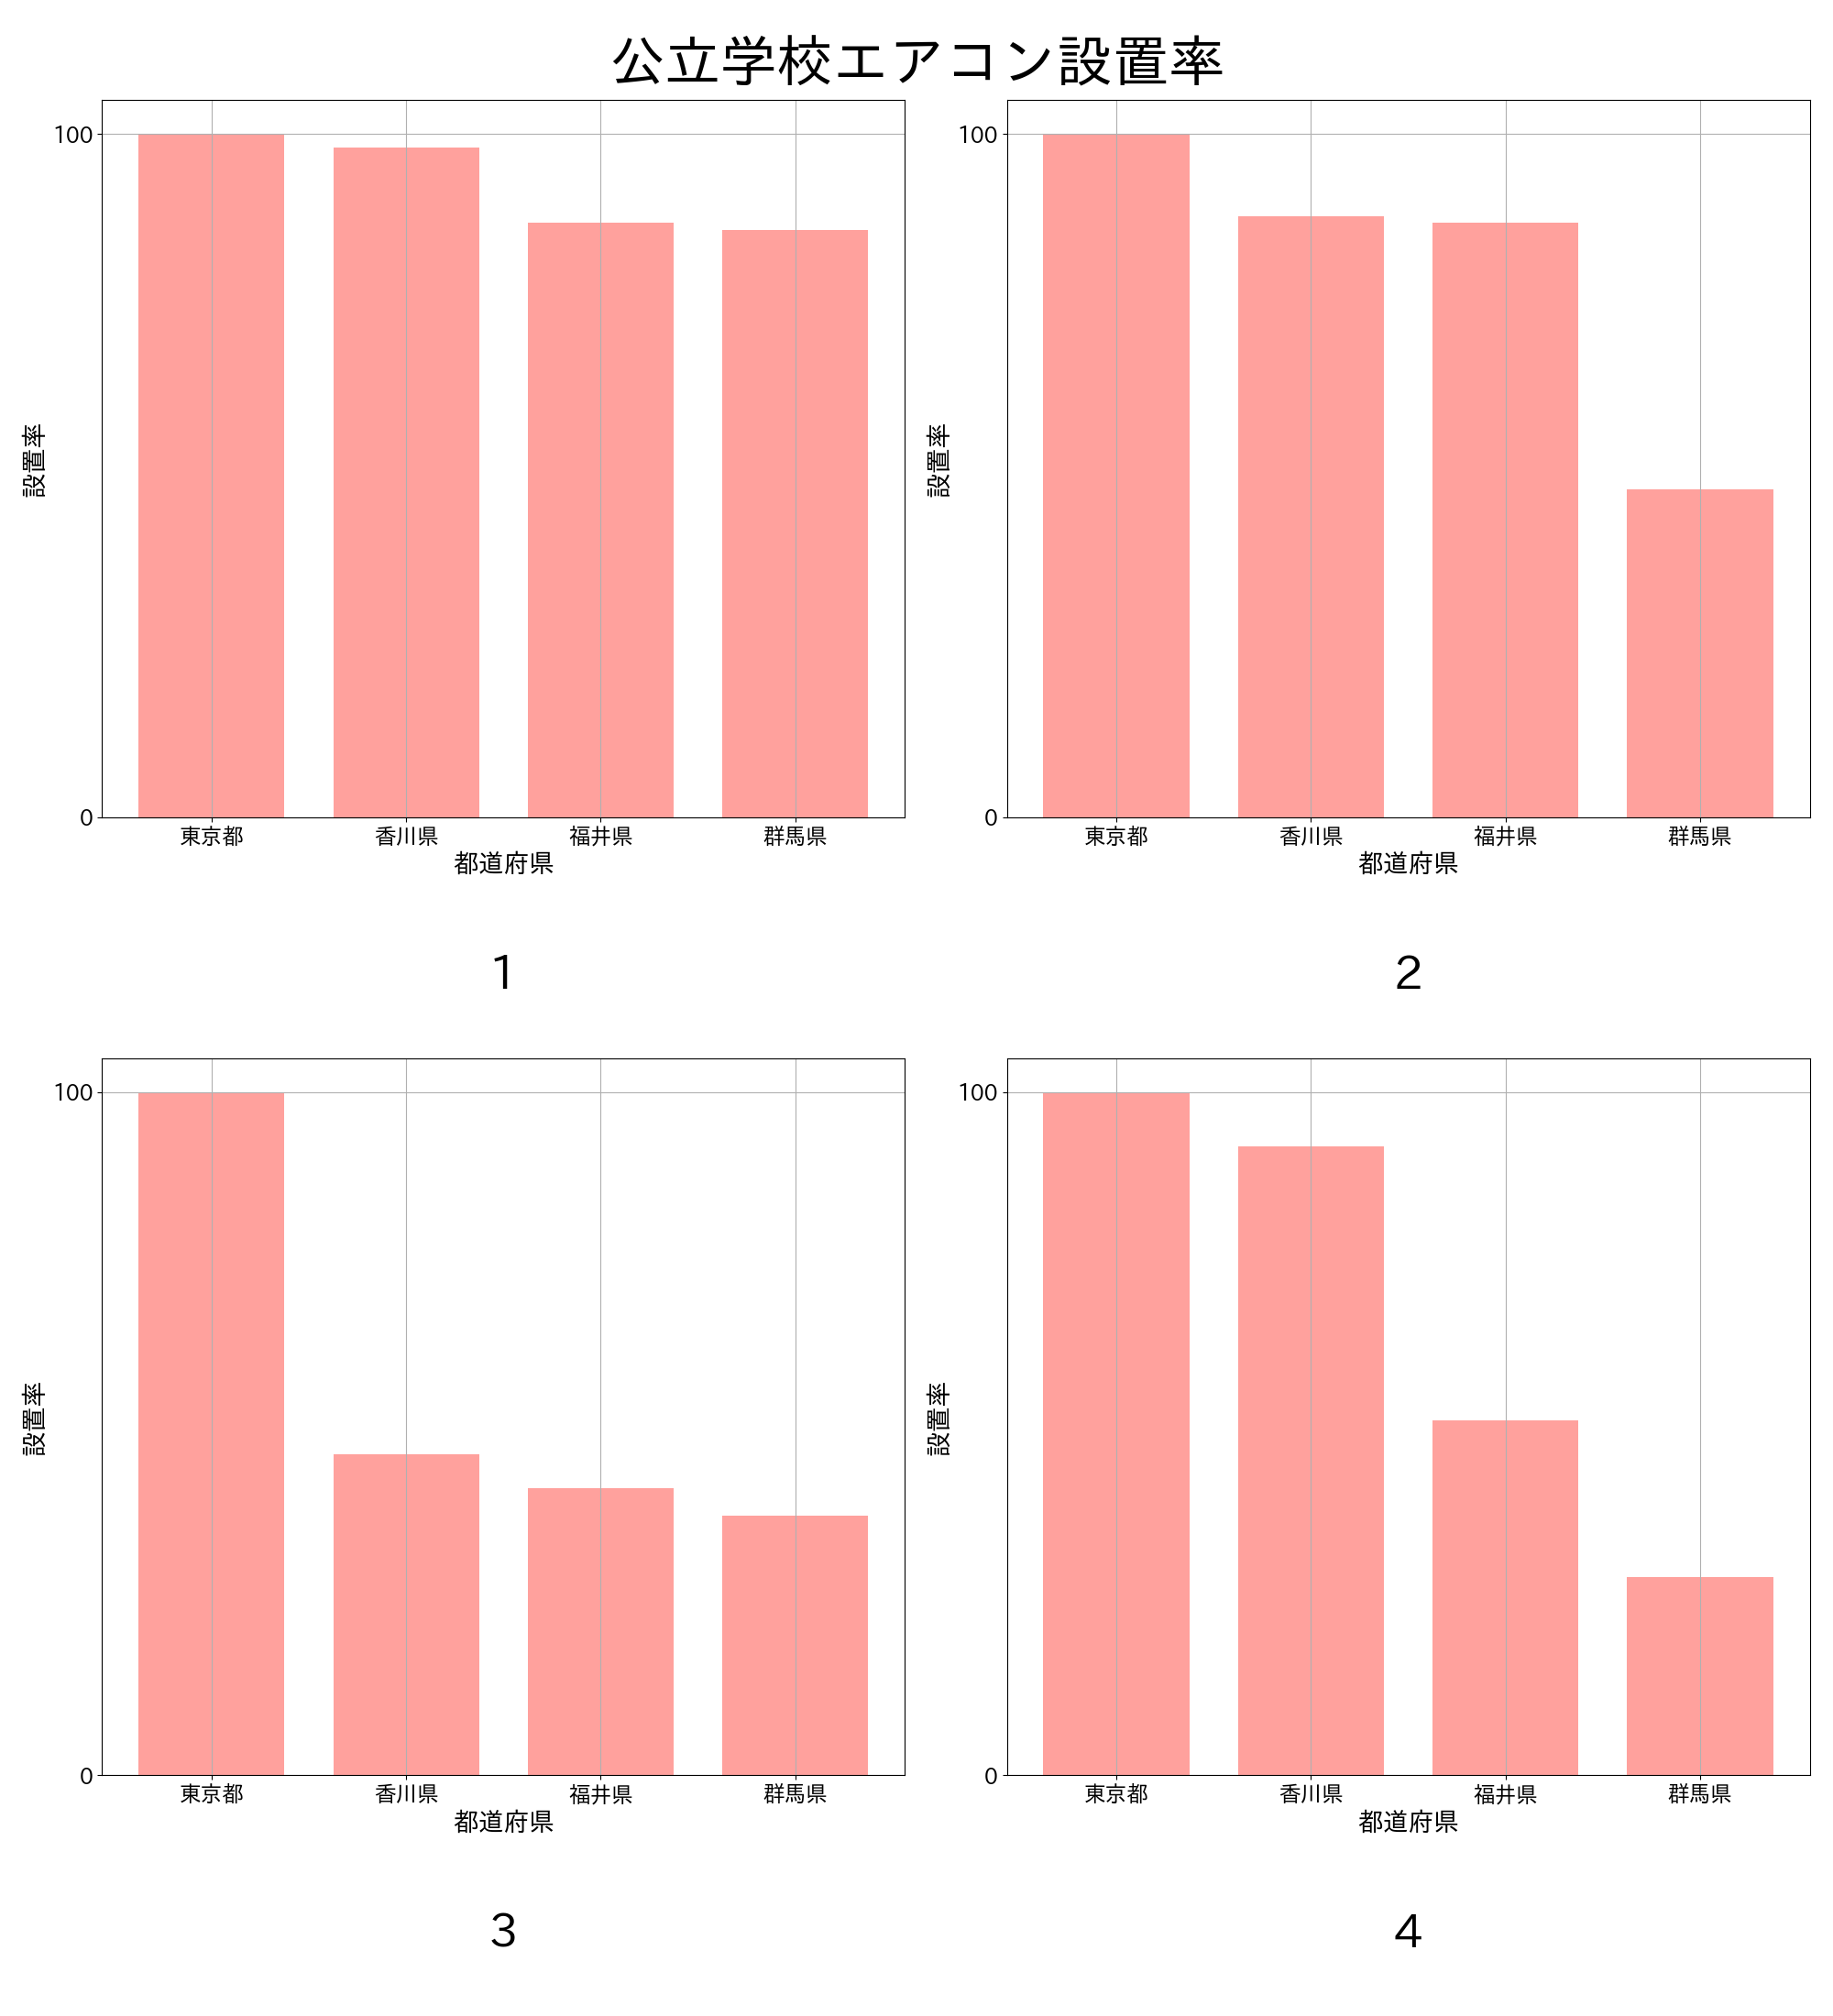 公立学校エアコン設置率
100
0
設置率
東京都 香川県 福井県 群馬県
都道府県
1
100
0
設置率
東京都 香川県 福井県 群馬県
都道府県
2
100
0
設置率
東京都 香川県 福井県 群馬県
都道府県
3
100
0
設置率
東京都 香川県 福井県 群馬県
都道府県
4